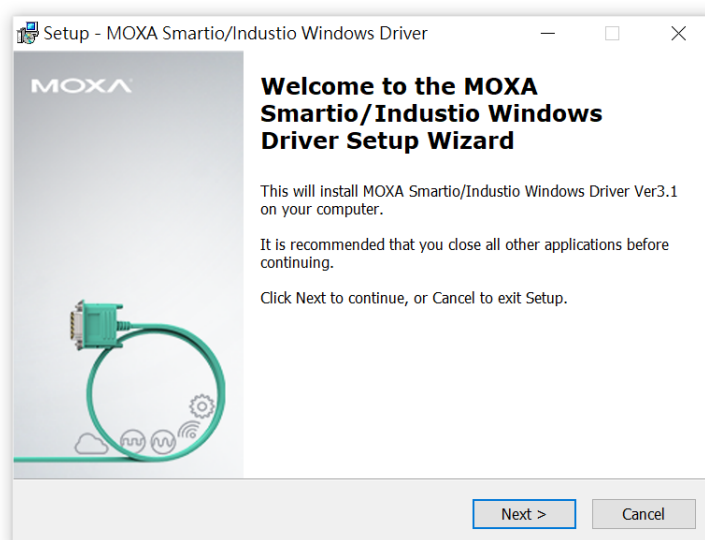 Setup - MOXA Smartio/Industio Windows Driver
MOXA
Welcome to the MOXA
Smartio/Industio Windows
Driver Setup Wizard
This will install MOXA Smartio/Industio Windows Driver Ver3.1
on your computer.
It is recommended that you close all other applications before
continuing.
Click Next to continue, or Cancel to exit Setup.
Next >
Cancel